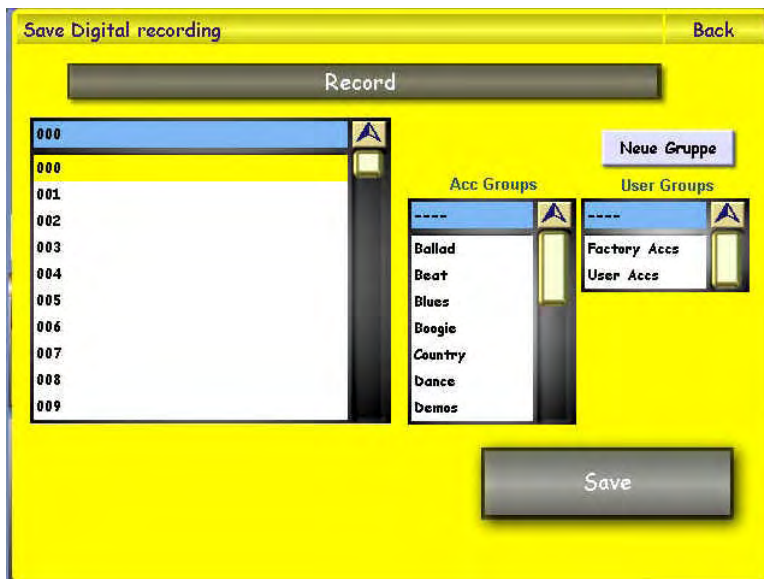 Save Digital recording
Back
Record
000
000
001
002
003
004
005
006
007
008
009
Neue Gruppe
Acc Groups
----
Ballad
Beat
Blues
Boogie
Country
Dance
Demos
User Groups
----
Factory Accs
User Accs
Save